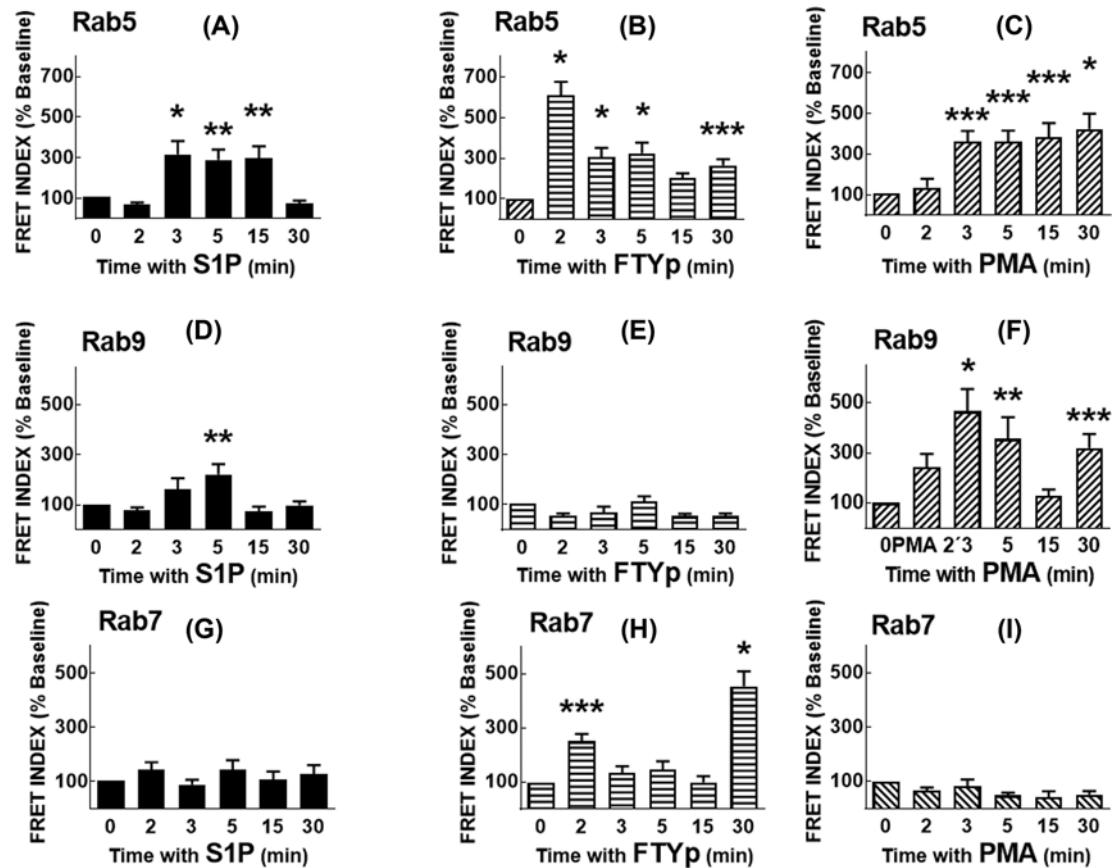 Rab5 (A)
FRET INDEX (% Baseline)
700
500
300
100
*
**
**
0 2 3 5 15 30
Time with S1P (min)
Rab5 (B)
FRET INDEX (% Baseline)
700
500
300
100
*
*
*
***
0 2 3 5 15 30
Time with FTYp (min)
Rab5 (C)
FRET INDEX (% Baseline)
700
500
300
100
***
***
***
*
0 2 3 5 15 30
Time with PMA (min)
Rab9 (D)
FRET INDEX (% Baseline)
500
300
100
**
0 2 3 5 15 30
Time with S1P (min)
Rab9 (E)
FRET INDEX (% Baseline)
500
300
100
0 2 3 5 15 30
Time with FTYp (min)
Rab9 (F)
FRET INDEX (% Baseline)
500
300
100
*
**
***
0PMA 2´3 5 15 30
Time with PMA (min)
Rab7 (G)
FRET INDEX (% Baseline)
500
300
100
0 2 3 5 15 30
Time with S1P (min)
Rab7 (H)
FRET INDEX (% Baseline)
500
300
100
***
*
0 2 3 5 15 30
Time with FTYp (min)
Rab7 (I)
FRET INDEX (% Baseline)
500
300
100
0 2 3 5 15 30
Time with PMA (min)